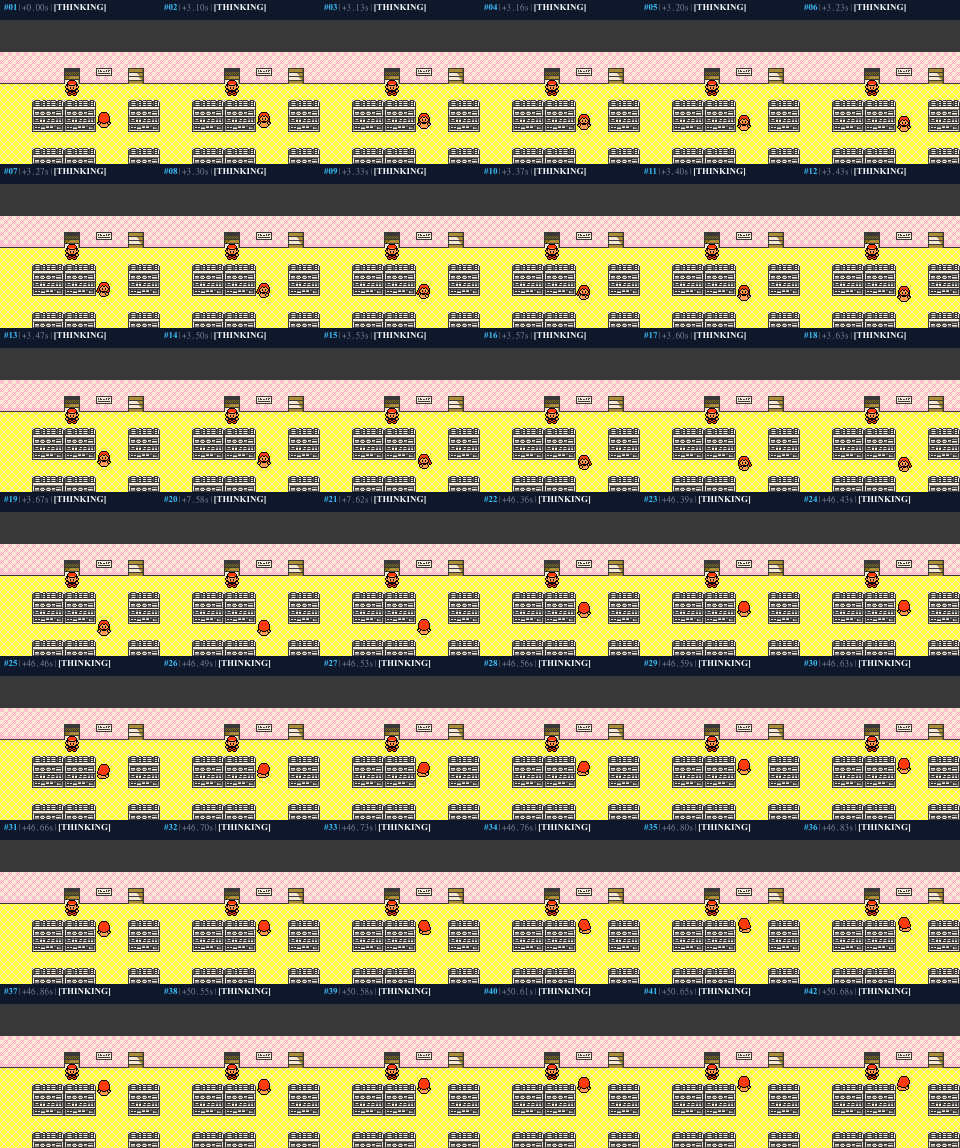 #01|+0.00s|[THINKING] #02|+3.10s|[THINKING] #03|+3.13s|[THINKING] #04|+3.16s|[THINKING] #05|+3.20s|[THINKING] #06|+3.23s|[THINKING]
#07|+3.27s|[THINKING] #08|+3.30s|[THINKING] #09|+3.33s|[THINKING] #10|+3.37s|[THINKING] #11|+3.40s|[THINKING] #12|+3.43s|[THINKING]
#13|+3.47s|[THINKING] #14|+3.50s|[THINKING] #15|+3.53s|[THINKING] #16|+3.57s|[THINKING] #17|+3.60s|[THINKING] #18|+3.63s|[THINKING]
#19|+3.67s|[THINKING] #20|+7.58s|[THINKING] #21|+7.62s|[THINKING] #22|+46.36s|[THINKING] #23|+46.39s|[THINKING] #24|+46.43s|[THINKING]
#25|+46.46s|[THINKING] #26|+46.49s|[THINKING] #27|+46.53s|[THINKING] #28|+46.56s|[THINKING] #29|+46.59s|[THINKING] #30|+46.63s|[THINKING]
#31|+46.66s|[THINKING] #32|+46.70s|[THINKING] #33|+46.73s|[THINKING] #34|+46.76s|[THINKING] #35|+46.80s|[THINKING] #36|+46.83s|[THINKING]
#37|+46.86s|[THINKING] #38|+50.55s|[THINKING] #39|+50.58s|[THINKING] #40|+50.61s|[THINKING] #41|+50.65s|[THINKING] #42|+50.68s|[THINKING]